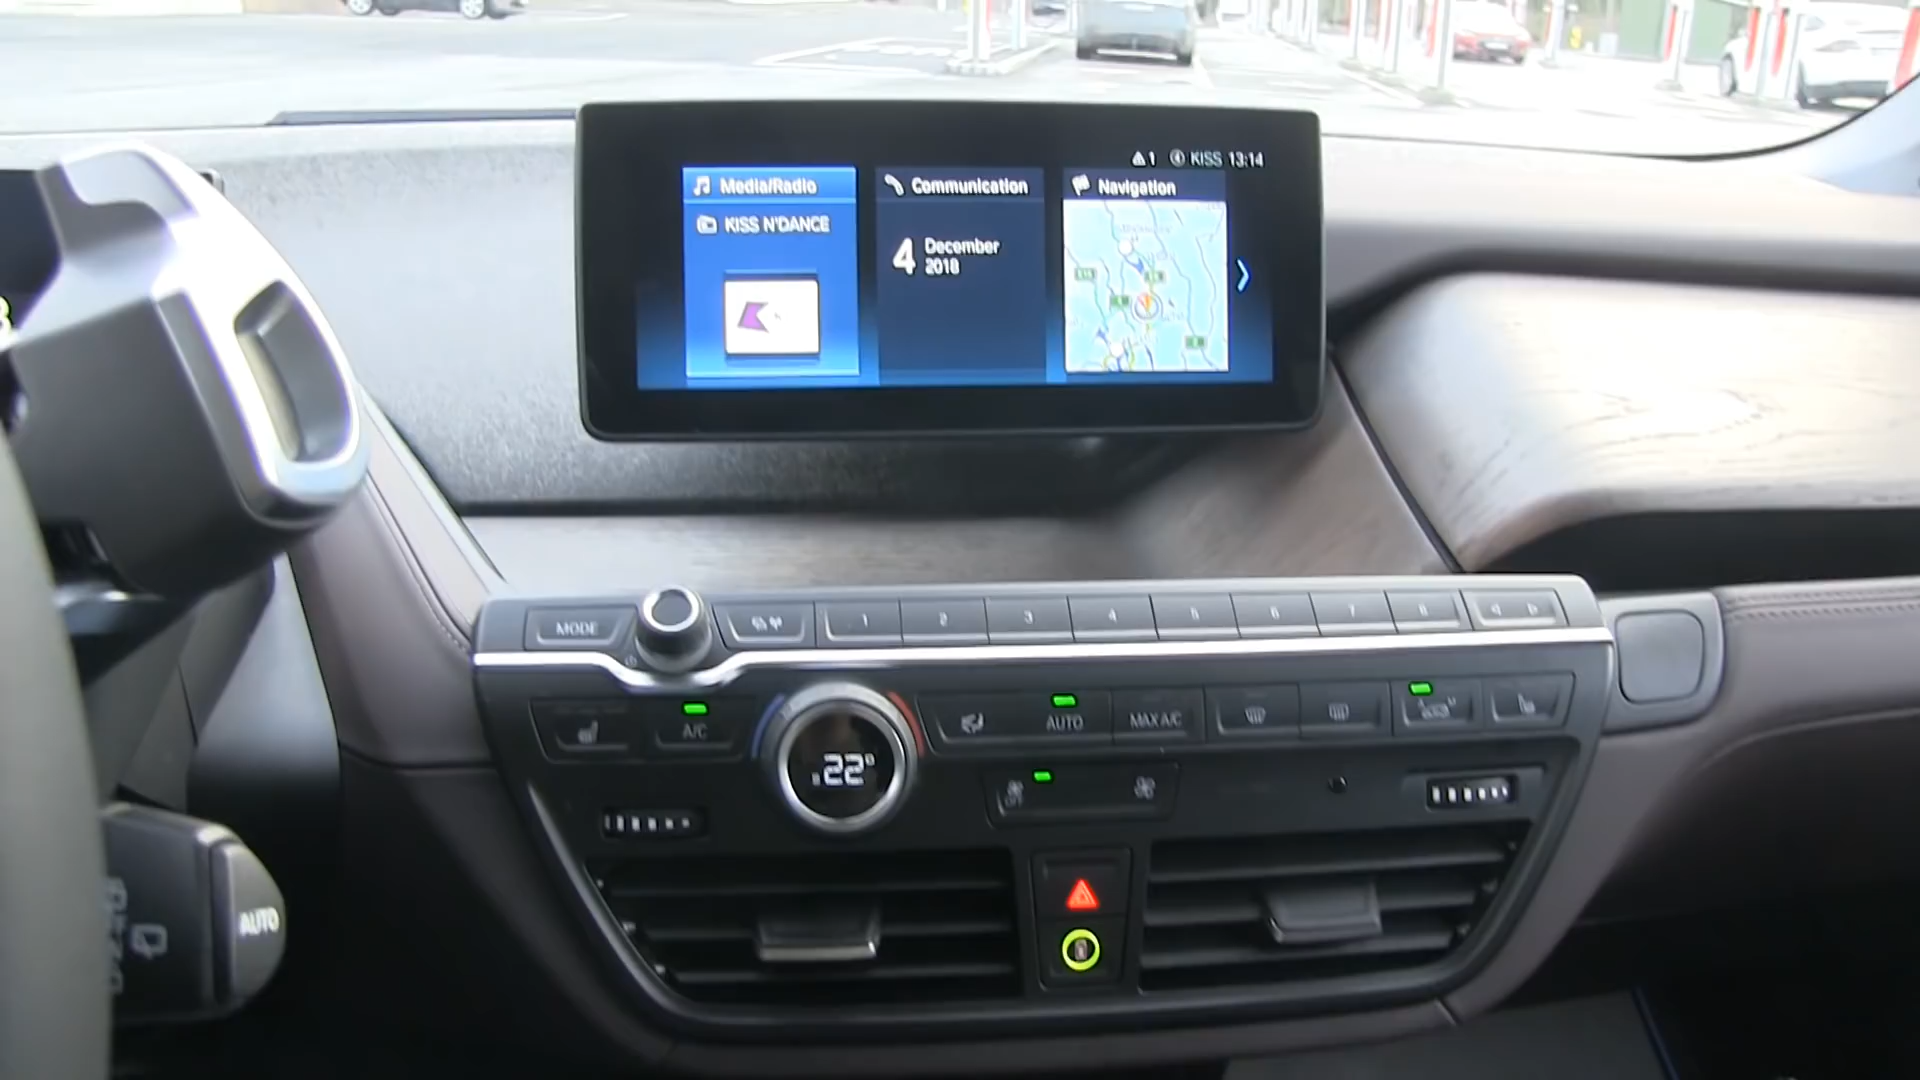 1 KISS 13:14
Media/Radio
KISS N'DANCE
Communication
4 December
2018
Navigation
MODE
1 2 3 4 5 6 7 8
A/C
22°
AUTO
MAX A/C
OFF
AUTO